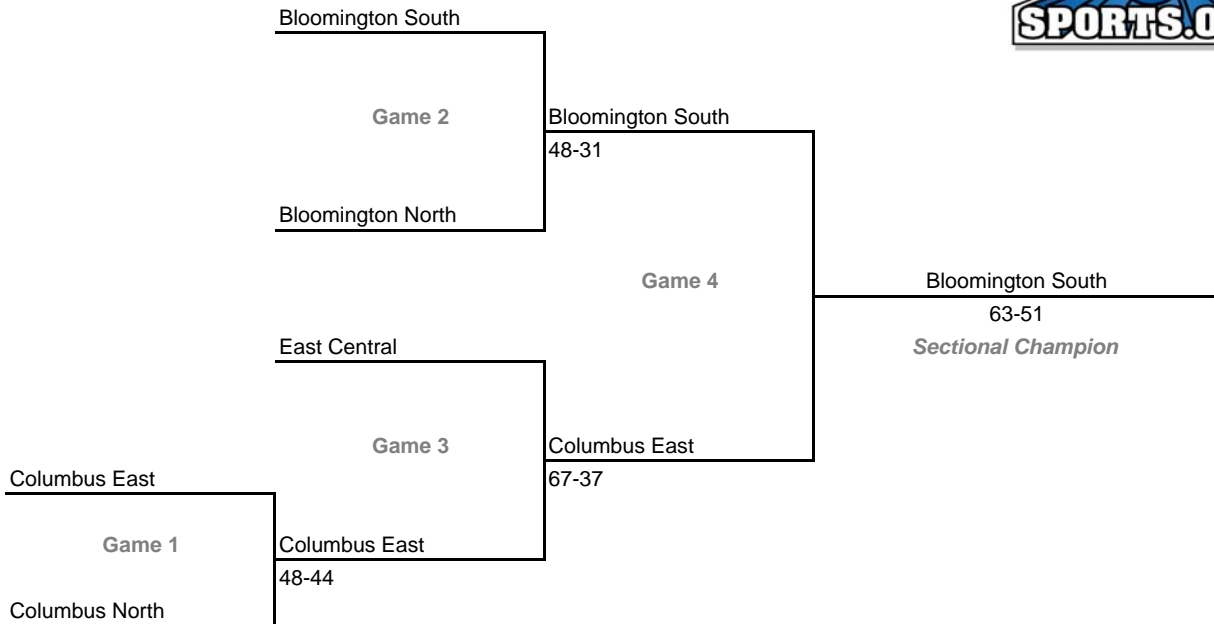 SPORTS.O
Bloomington South
Game 2
Bloomington South
48-31
Bloomington North
Game 4
Bloomington South
63-51
Sectional Champion
East Central
Game 3
Columbus East
67-37
Columbus East
Game 1
Columbus East
48-44
Columbus North